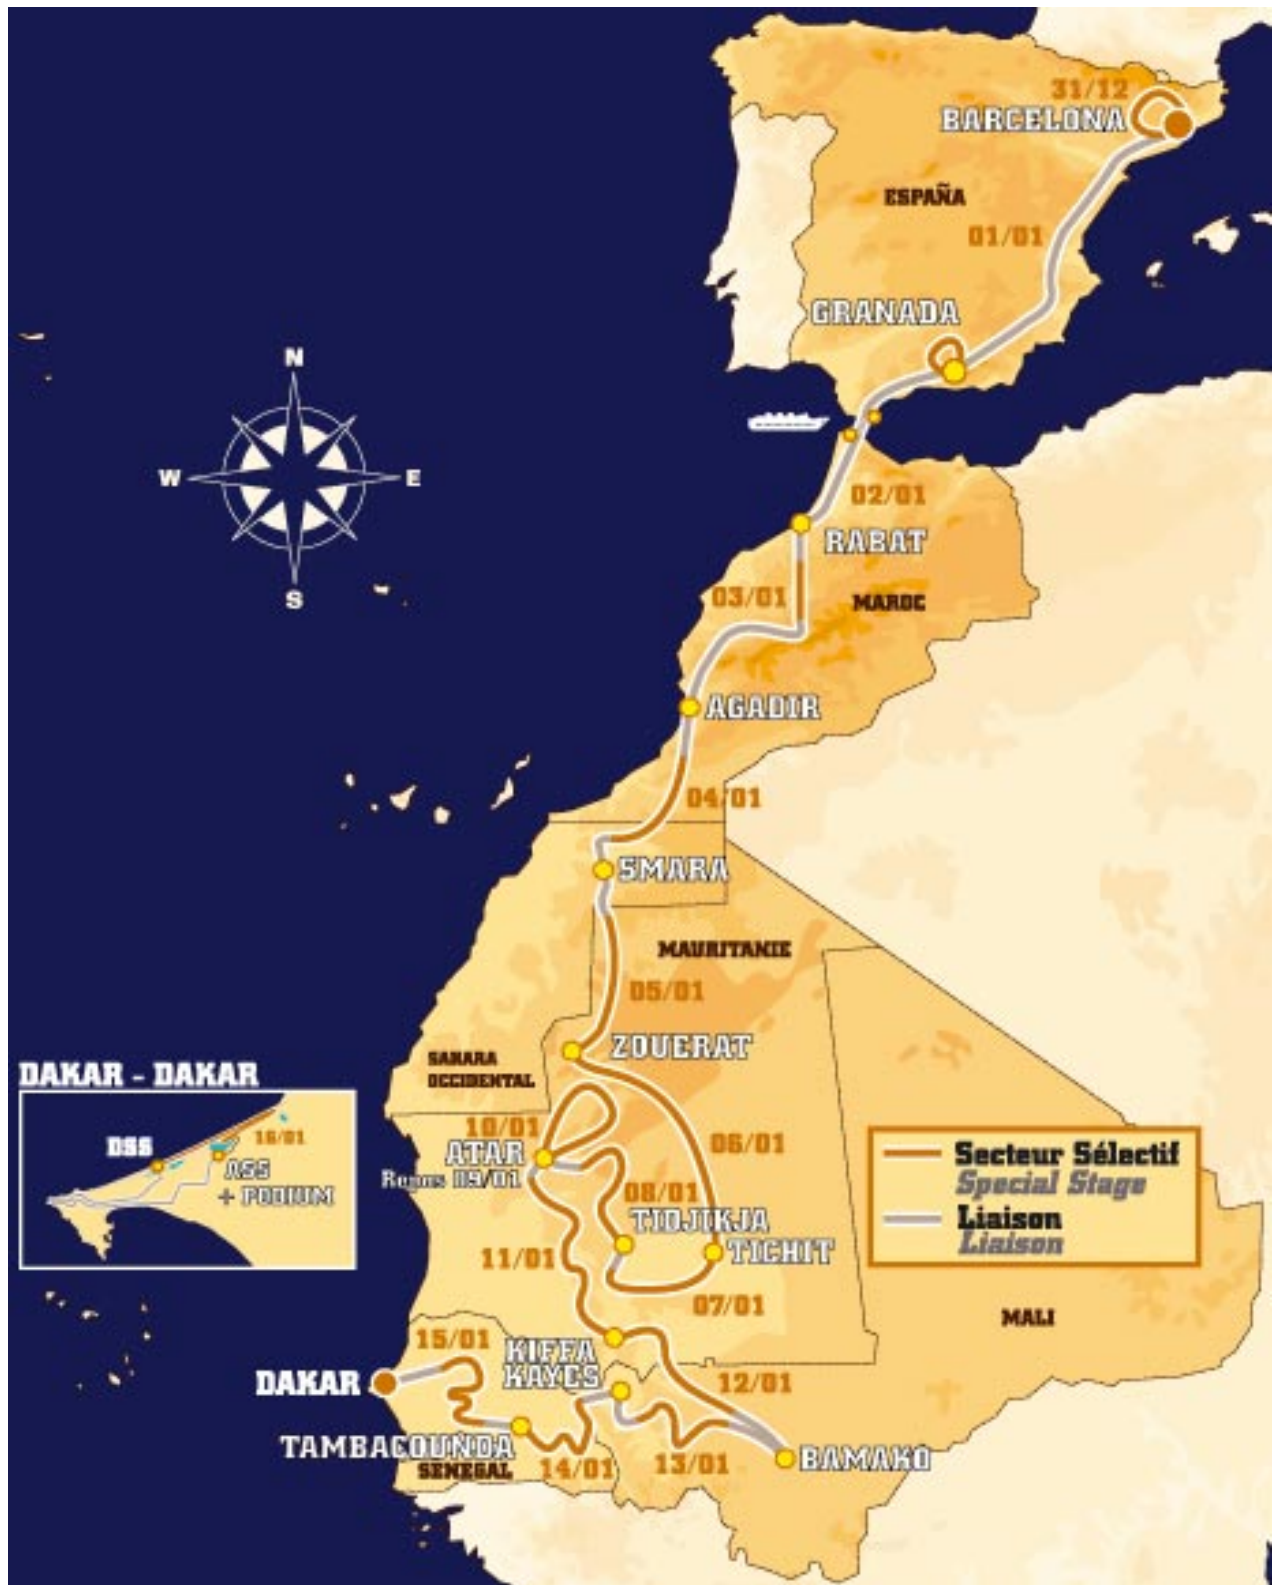 31/12
BARCELONA
ESPAÑA
01/01
GRANADA
N
W
E
S
02/01
RABAT
03/01
MAROC
AGADIR
04/01
SMARA
MAURITANIE
05/01
ZOUERAT
SAHARA
OCCIDENTAL
DAKAR - DAKAR
DSS
16/01
ASS
+ PODIUM
10/01
ATAR
Repos 09/01
06/01
08/01
TIDJIKJA
TICHIT
11/01
07/01
Secteur Sélectif
Special Stage
Liaison
Liaison
MALI
15/01
KIFFA
KAYES
DAKAR
12/01
TAMBACOUNDA
SENEGAL
14/01
13/01
BAMAKO